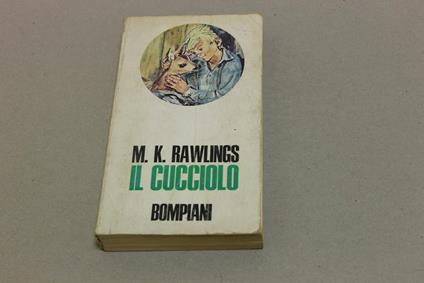 M. K. RAWLINGS
IL CUCCIOLO
BOMPIANI